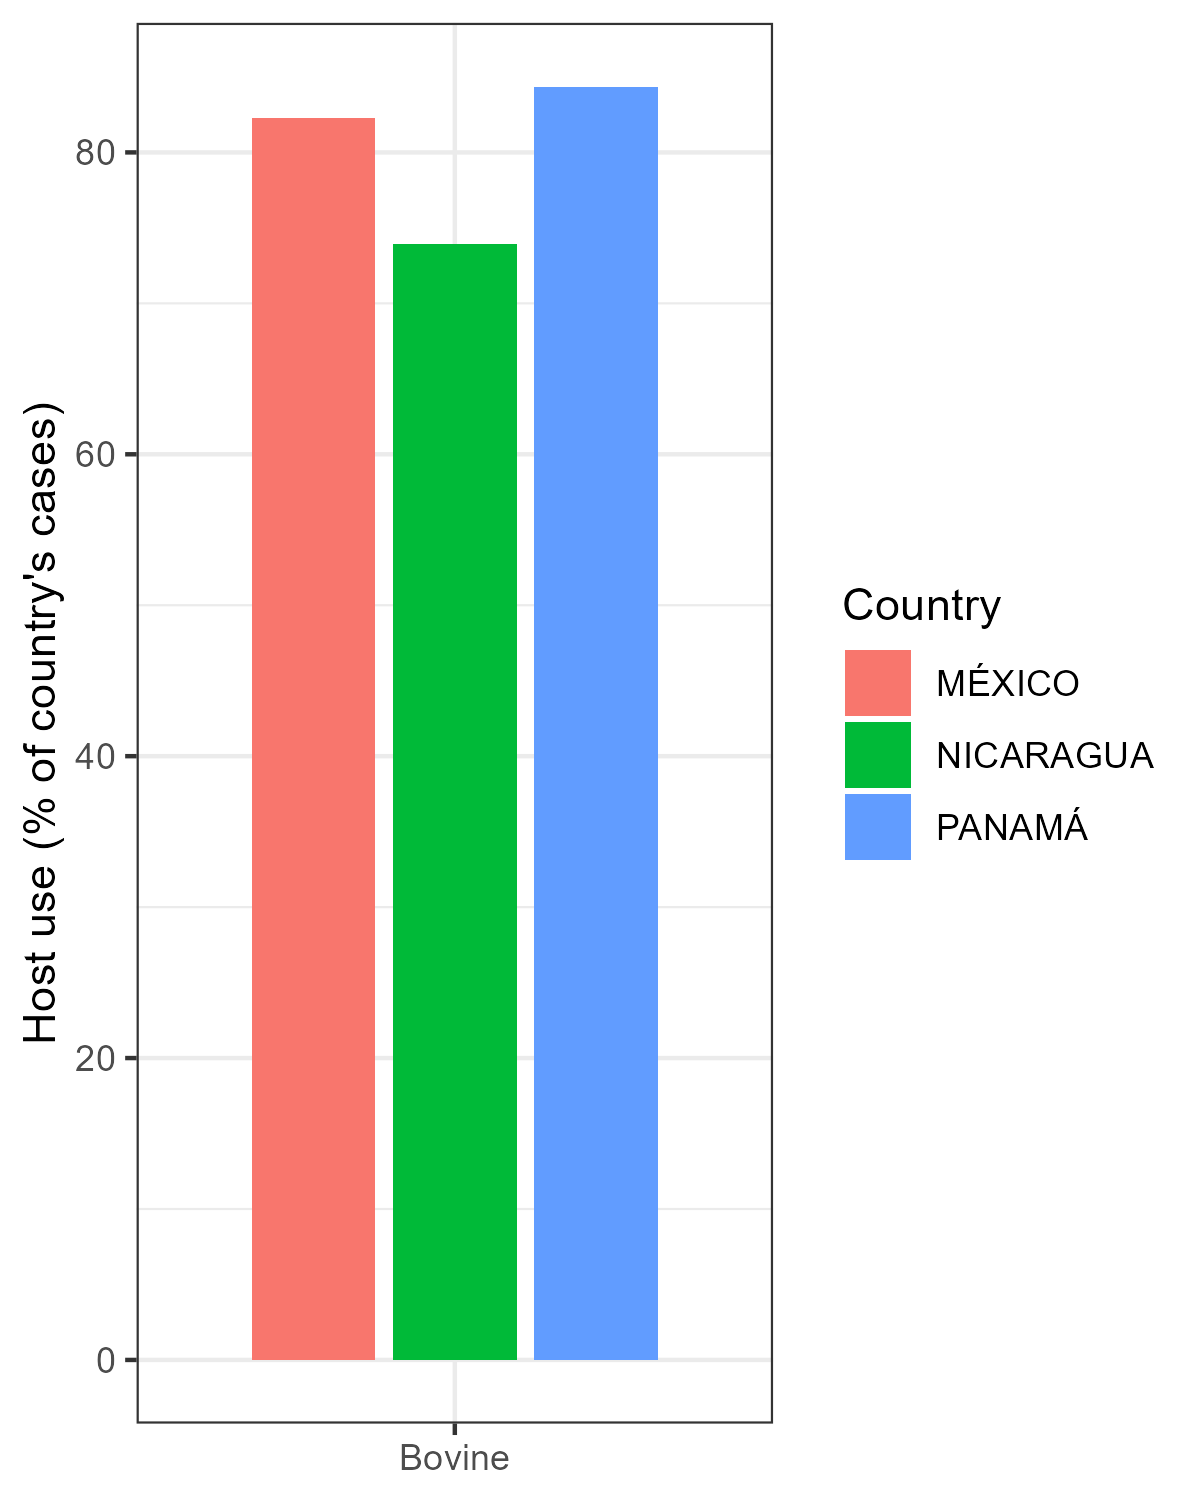 Host use (% of country's cases)
80
60
40
20
0
Bovine
Country
MÉXICO
NICARAGUA
PANAMÁ